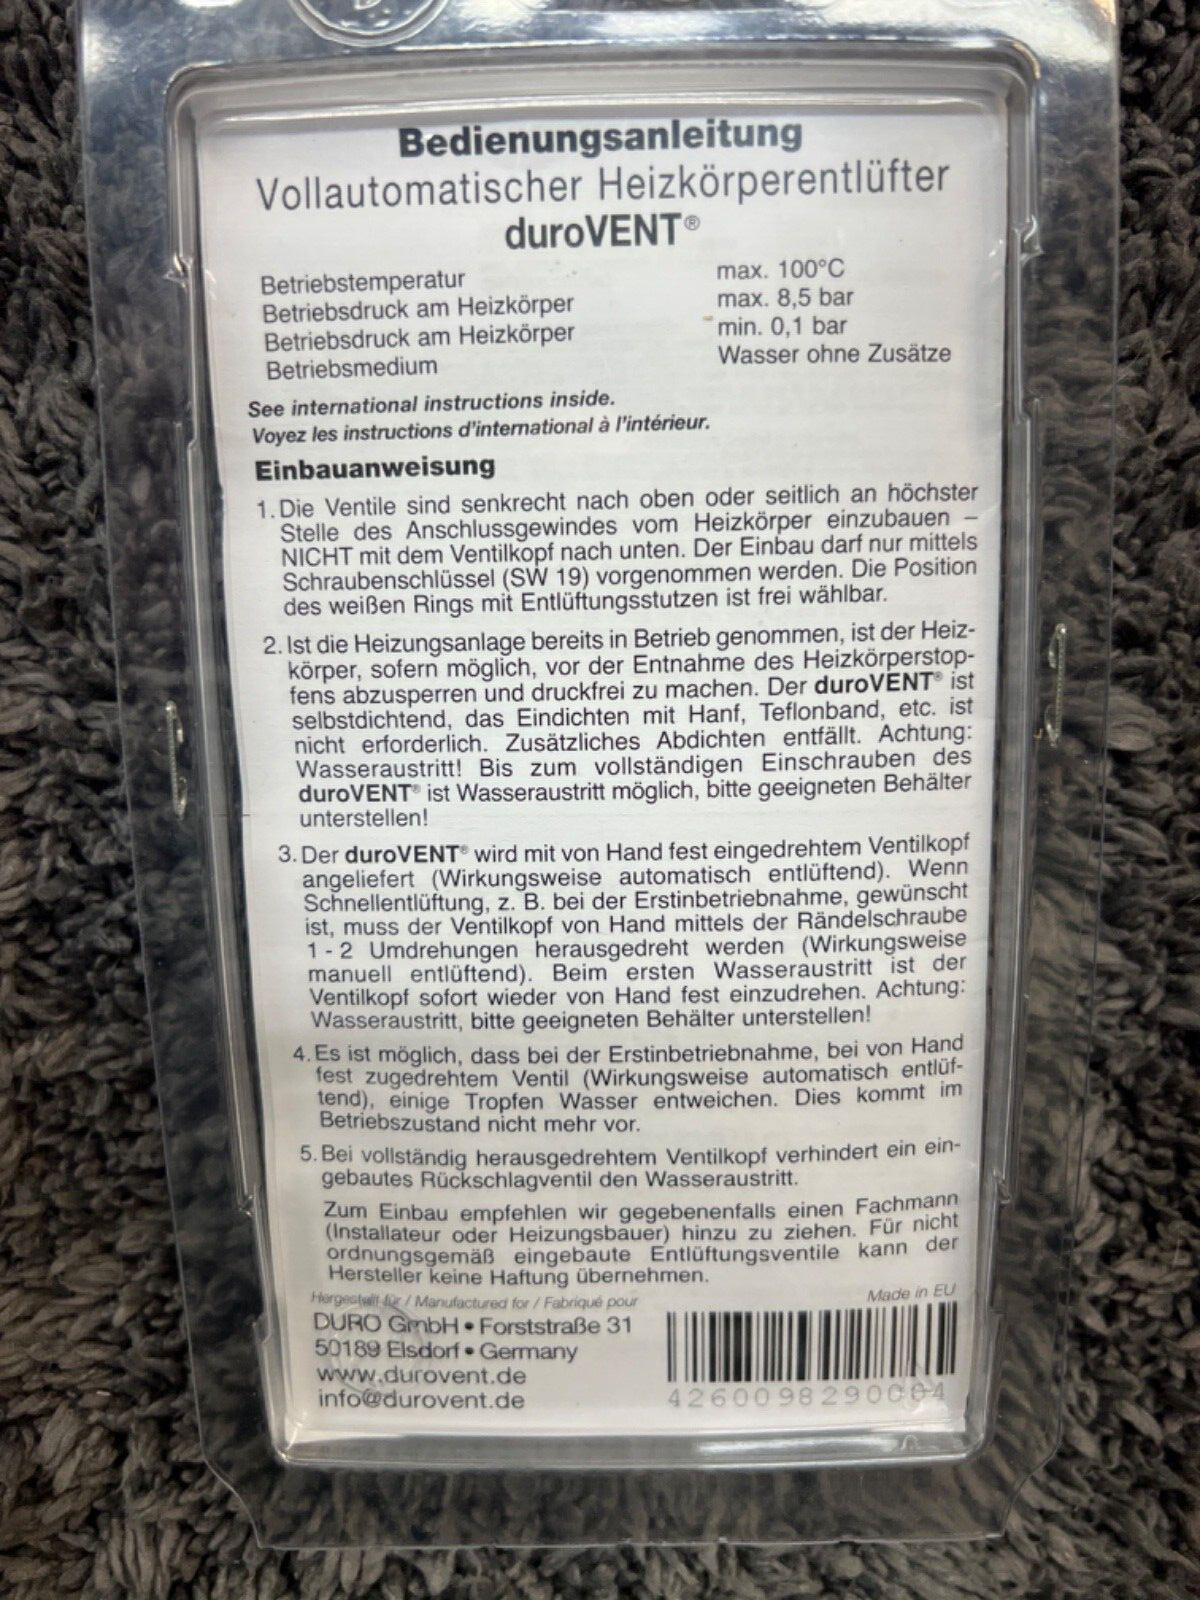 Bedienungsanleitung
Vollautomatischer Heizkörperentlüfter
duroVENT®
Betriebstemperatur max. 100°C
Betriebsdruck am Heizkörper max. 8,5 bar
Betriebsdruck am Heizkörper min. 0,1 bar
Betriebsmedium Wasser ohne Zusätze
See international instructions inside.
Voyez les instructions d'international à l'intérieur.
Einbauanweisung
1. Die Ventile sind senkrecht nach oben oder seitlich an höchster
Stelle des Anschlussgewindes vom Heizkörper einzubauen –
NICHT mit dem Ventilkopf nach unten. Der Einbau darf nur mittels
Schraubenschlüssel (SW 19) vorgenommen werden. Die Position
des weißen Rings mit Entlüftungsstutzen ist frei wählbar.
2. Ist die Heizungsanlage bereits in Betrieb genommen, ist der Heiz-
körper, sofern möglich, vor der Entnahme des Heizkörperstop-
fens abzusperren und druckfrei zu machen. Der duroVENT® ist
selbstdichtend, das Eindichten mit Hanf, Teflonband, etc. ist
nicht erforderlich. Zusätzliches Abdichten entfällt. Achtung:
Wasseraustritt! Bis zum vollständigen Einschrauben des
duroVENT® ist Wasseraustritt möglich, bitte geeigneten Behälter
unterstellen!
3. Der duroVENT® wird mit von Hand fest eingedrehtem Ventilkopf
angeliefert (Wirkungsweise automatisch entlüftend). Wenn
Schnellentlüftung, z. B. bei der Erstinbetriebnahme, gewünscht
ist, muss der Ventilkopf von Hand mittels der Rändelschraube
1 - 2 Umdrehungen herausgedreht werden (Wirkungsweise
manuell entlüftend). Beim ersten Wasseraustritt ist der
Ventilkopf sofort wieder von Hand fest einzudrehen. Achtung:
Wasseraustritt, bitte geeigneten Behälter unterstellen!
4. Es ist möglich, dass bei der Erstinbetriebnahme, bei von Hand
fest zugedrehtem Ventil (Wirkungsweise automatisch entlüf-
tend), einige Tropfen Wasser entweichen. Dies kommt im
Betriebszustand nicht mehr vor.
5. Bei vollständig herausgedrehtem Ventilkopf verhindert ein ein-
gebautes Rückschlagventil den Wasseraustritt.
Zum Einbau empfehlen wir gegebenenfalls einen Fachmann
(Installateur oder Heizungsbauer) hinzu zu ziehen. Für nicht
ordnungsgemäß eingebaute Entlüftungsventile kann der
Hersteller keine Haftung übernehmen.
Hergestellt für / Manufactured for / Fabriqué pour
Made in EU
DURO GmbH • Forststraße 31
50189 Elsdorf • Germany
www.durovent.de
info@durovent.de
4260098290004